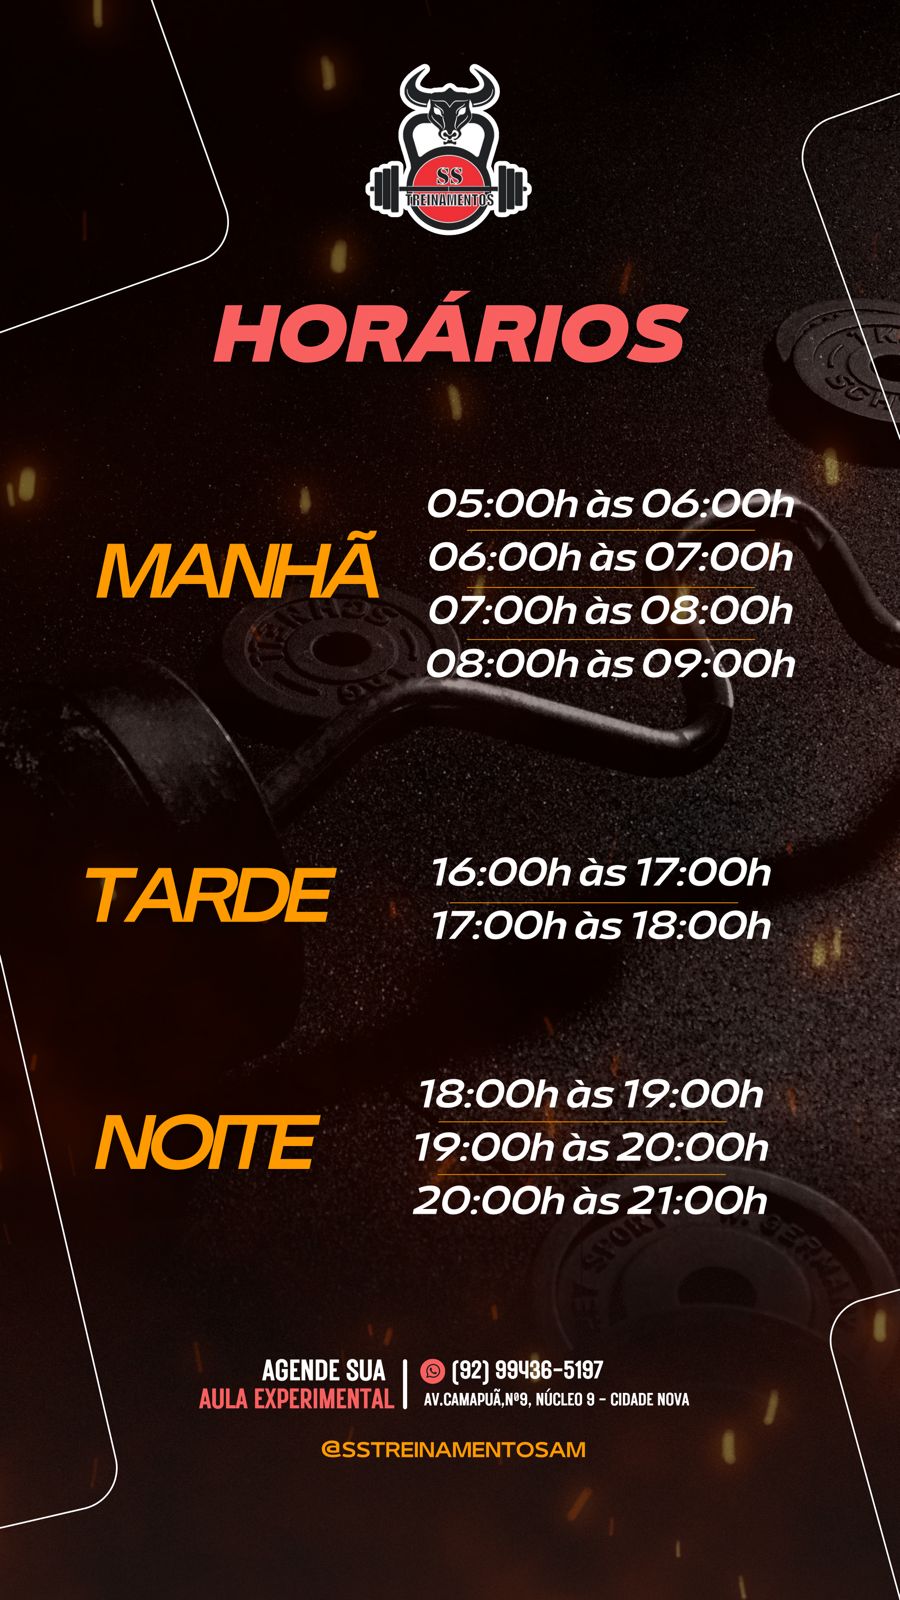 SS
TREINAMENTOS
HORÁRIOS
MANHÃ
05:00h às 06:00h
06:00h às 07:00h
07:00h às 08:00h
08:00h às 09:00h
TARDE
16:00h às 17:00h
17:00h às 18:00h
NOITE
18:00h às 19:00h
19:00h às 20:00h
20:00h às 21:00h
AGENDE SUA
AULA EXPERIMENTAL
(92) 99436-5197
AV.CAMAPUÃ,Nº9, NÚCLEO 9 - CIDADE NOVA
@SSTREINAMENTOSAM